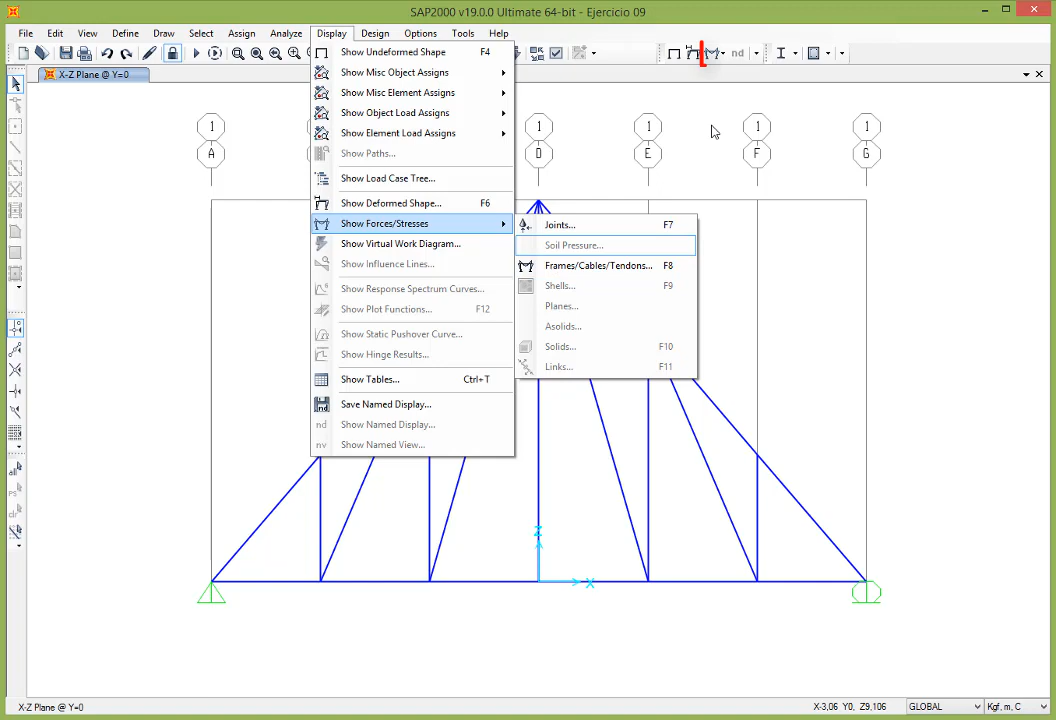 SAP2000 v19.0.0 Ultimate 64-bit - Ejercicio 09
File Edit View Define Draw Select Assign Analyze Display Design Options Tools Help
nd
X-Z Plane @ Y=0
Show Undeformed Shape F4
Show Misc Object Assigns
Show Misc Element Assigns
Show Object Load Assigns
Show Element Load Assigns
Show Paths...
Show Load Case Tree...
Show Deformed Shape... F6
Show Forces/Stresses
Show Virtual Work Diagram...
Show Influence Lines...
Show Response Spectrum Curves...
Show Plot Functions... F12
Show Static Pushover Curve...
Show Hinge Results...
Show Tables... Ctrl+T
Save Named Display...
nd Show Named Display...
nv Show Named View...
Joints... F7
Soil Pressure...
Frames/Cables/Tendons... F8
Shells... F9
Planes...
Asolids...
Solids... F10
Links... F11
1 1 1 1 1
A D E F G
all
ps
clr
Z
X
X-Z Plane @ Y=0
X-3,06 Y0, Z9,106
GLOBAL
Kgf, m, C